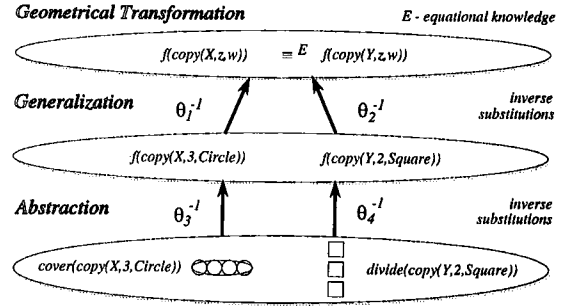 Geometrical Transformation
E - equational knowledge
f(copy(X,z,w)) ≡ E f(copy(Y,z,w))
Generalization
θ₁⁻¹ θ₂⁻¹
inverse
substitutions
f(copy(X,3,Circle)) f(copy(Y,2,Square))
Abstraction
θ₃⁻¹ θ₄⁻¹
inverse
substitutions
cover(copy(X,3,Circle)) divide(copy(Y,2,Square))